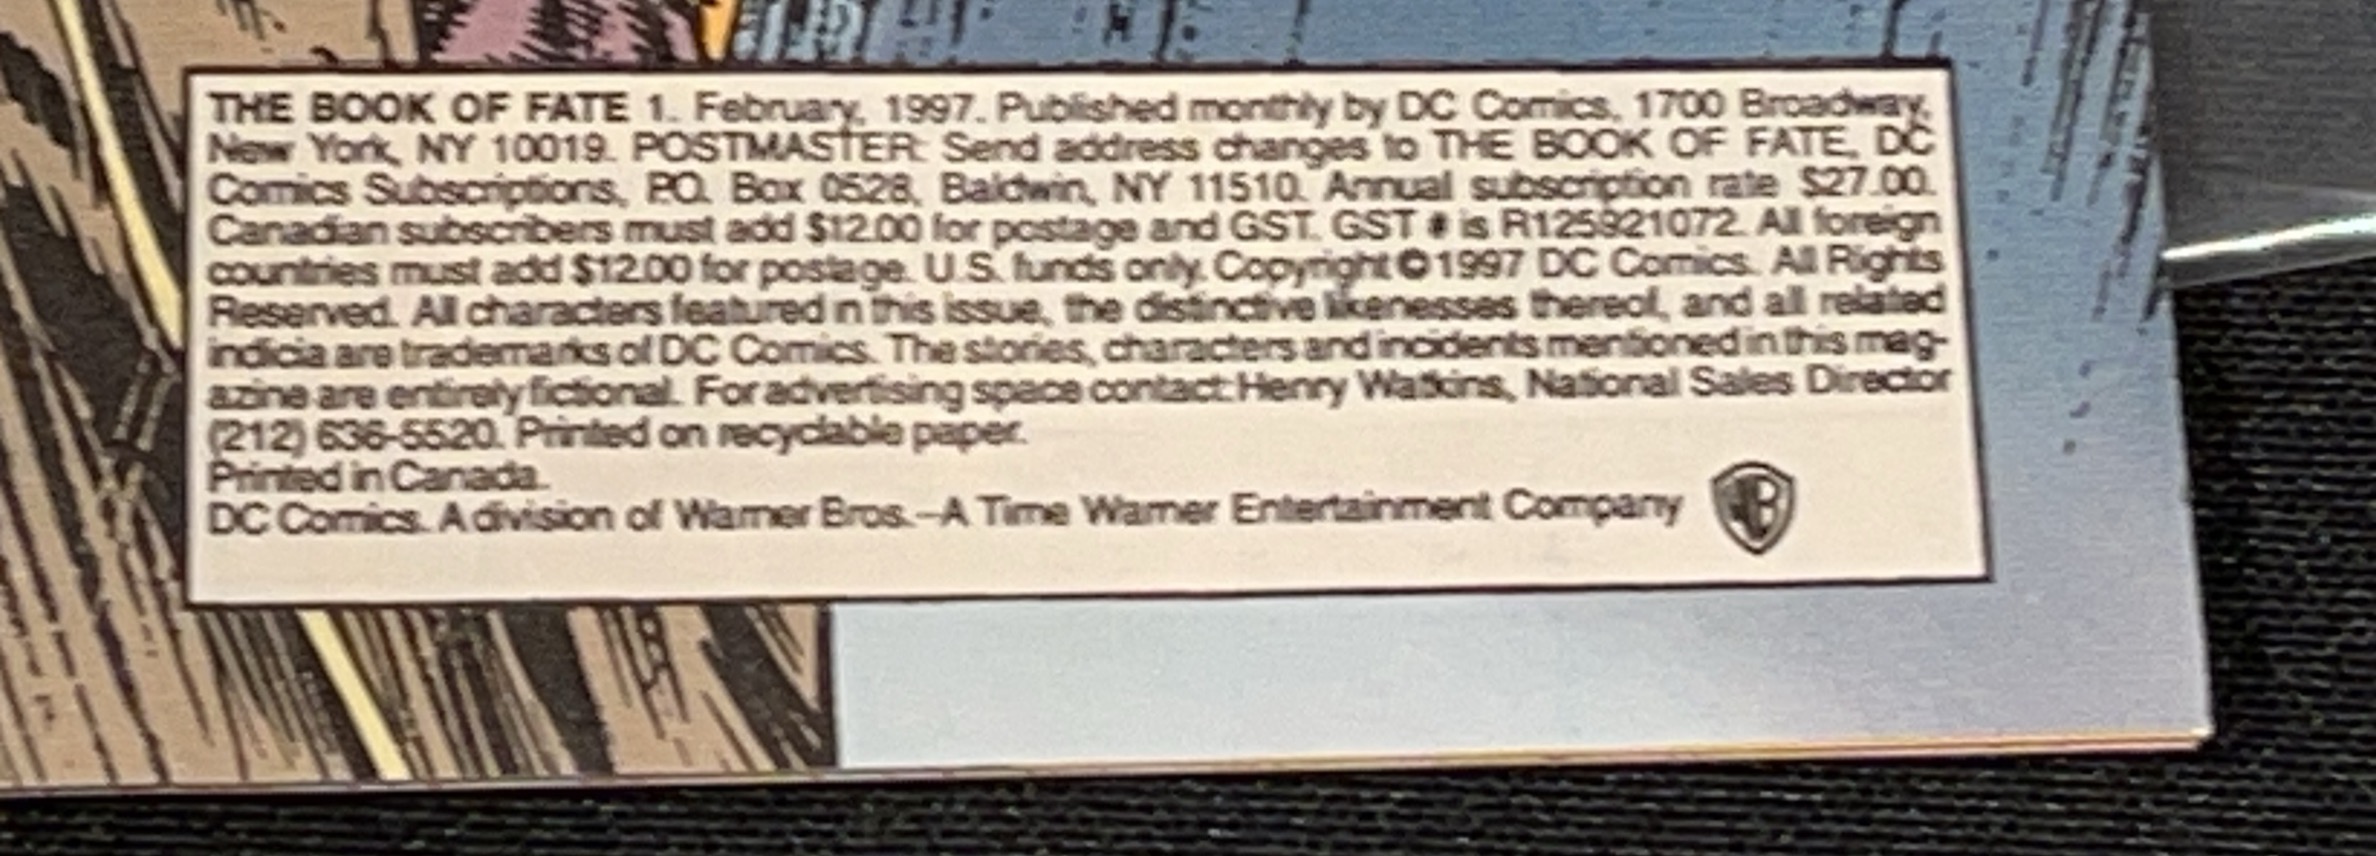 THE BOOK OF FATE 1. February, 1997. Published monthly by DC Comics, 1700 Broadway,
New York, NY 10019. POSTMASTER: Send address changes to THE BOOK OF FATE, DC
Comics Subscriptions, P.O. Box 0528, Baldwin, NY 11510. Annual subscription rate $27.00.
Canadian subscribers must add $12.00 for postage and GST. GST # is R125921072. All foreign
countries must add $12.00 for postage. U.S. funds only. Copyright © 1997 DC Comics. All Rights
Reserved. All characters featured in this issue, the distinctive likenesses thereof, and all related
indicia are trademarks of DC Comics. The stories, characters and incidents mentioned in this mag-
azine are entirely fictional. For advertising space contact: Henry Watkins, National Sales Director
(212) 636-5520. Printed on recyclable paper.
Printed in Canada.
DC Comics. A division of Warner Bros.–A Time Warner Entertainment Company WB